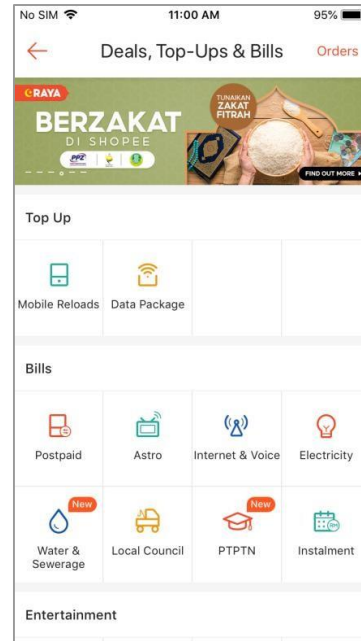 No SIM 11:00 AM 95%
Deals, Top-Ups & Bills Orders
RAYA
BERZAKAT
DI SHOPEE
PPZ
TUNAIKAN
ZAKAT
FITRAH
FIND OUT MORE
Top Up
Mobile Reloads Data Package
Bills
Postpaid Astro Internet & Voice Electricity
New New
Water & Sewerage Local Council PTPTN Instalment
Entertainment